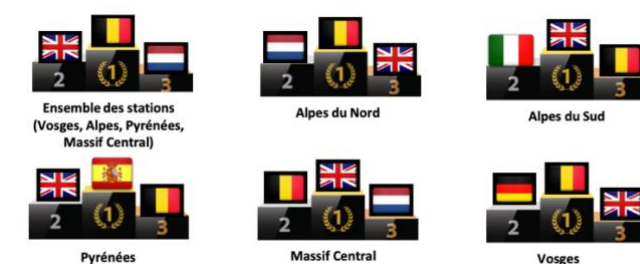 2 1 3
2 1 3
2 1 3
Ensemble des stations
(Vosges, Alpes, Pyrénées,
Massif Central)
Alpes du Nord
Alpes du Sud
2 1 3
2 1 3
2 1 3
Pyrénées
Massif Central
Vosges